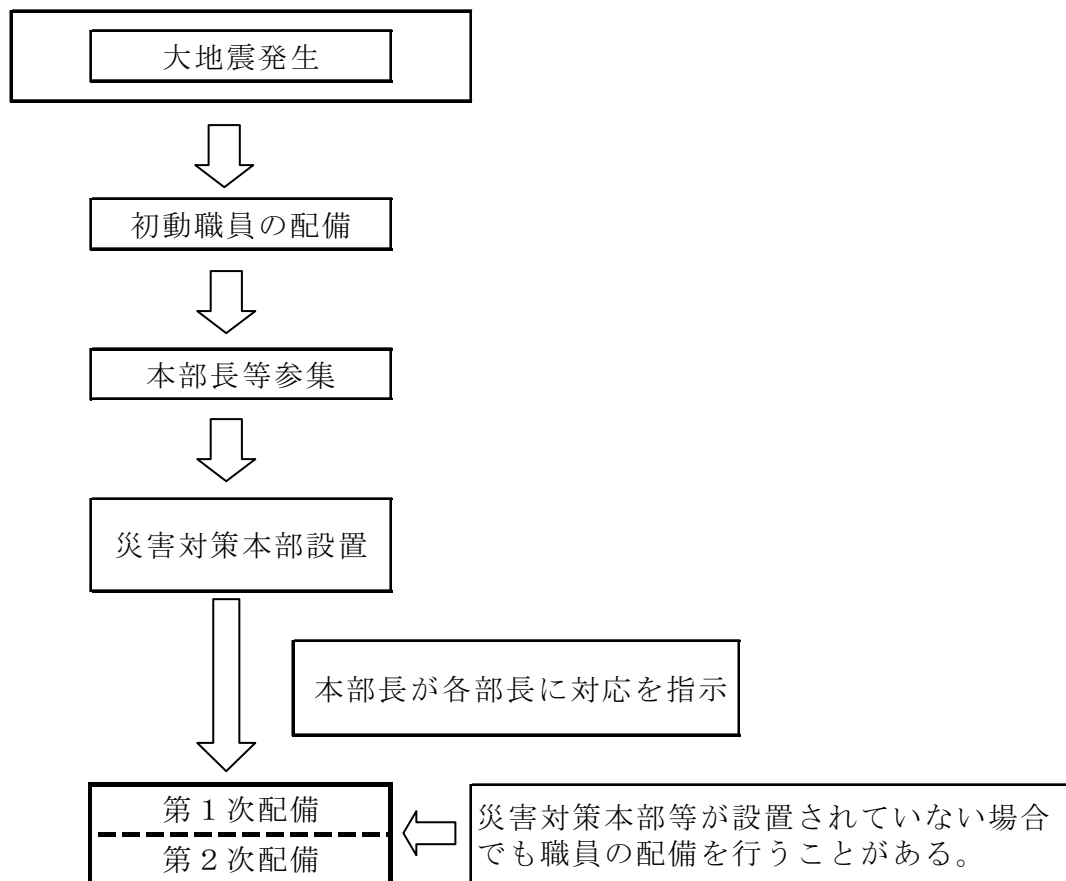 大地震発生
初動職員の配備
本部長等参集
災害対策本部設置
本部長が各部長に対応を指示
第１次配備
第２次配備
災害対策本部等が設置されていない場合
でも職員の配備を行うことがある。